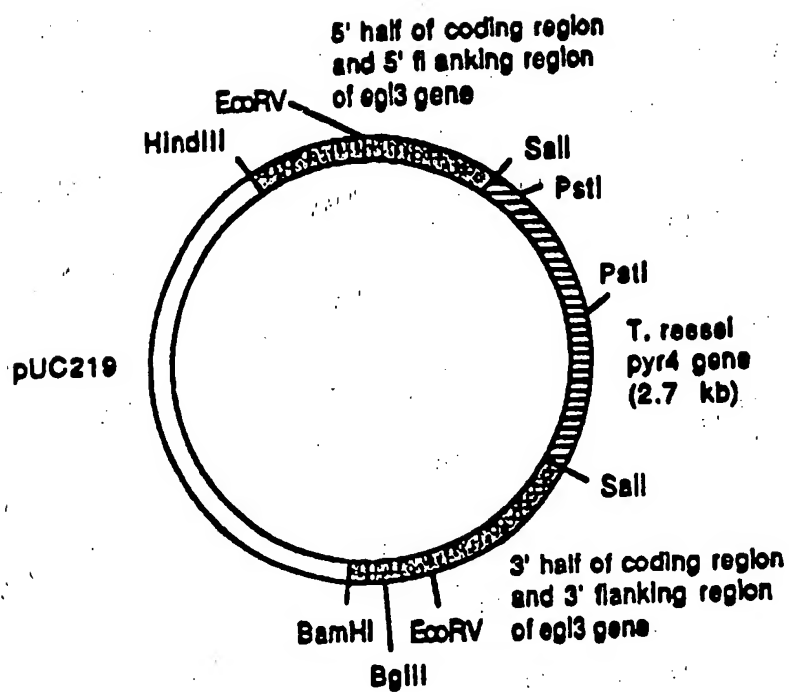 5' half of coding region
and 5' flanking region
of egl3 gene
EcoRV
HindIII
SalI
PstI
PstI
T. reesei
pyr4 gene
(2.7 kb)
pUC219
SalI
3' half of coding region
and 3' flanking region
of egl3 gene
BamHI
EcoRV
BglII